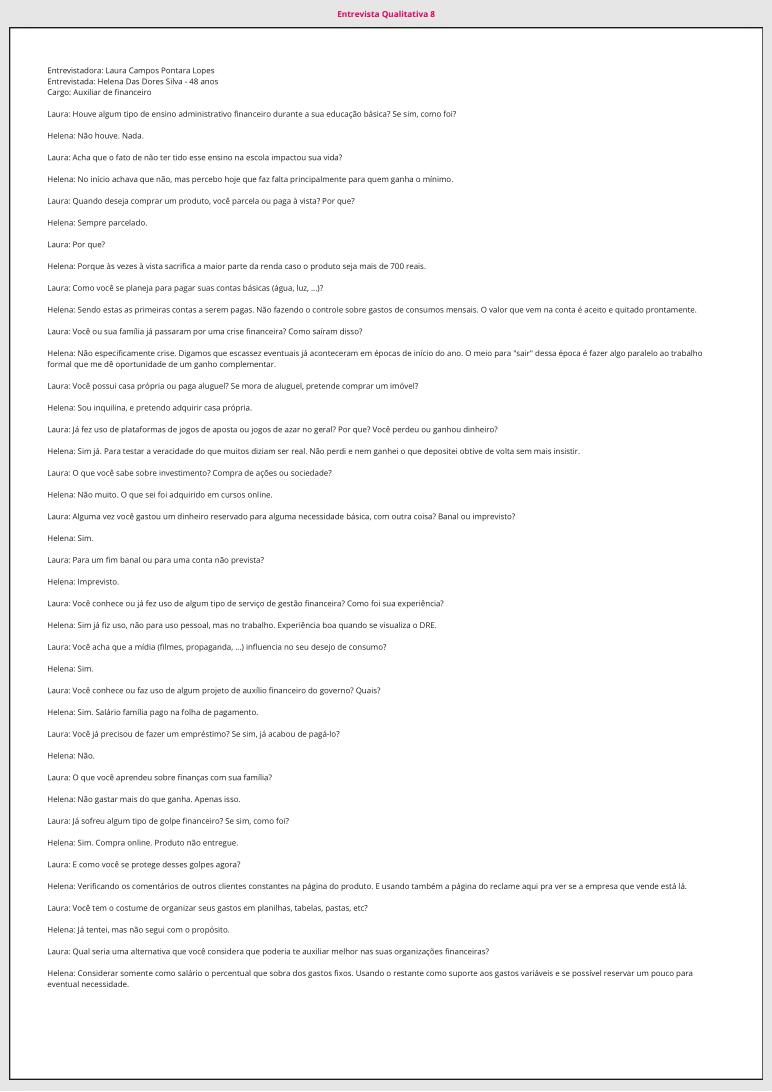 Entrevista Qualitativa 8
Entrevistadora: Laura Campos Pontara Lopes
Entrevistada: Helena Das Dores Silva - 48 anos
Cargo: Auxiliar de financeiro
Laura: Houve algum tipo de ensino administrativo financeiro durante a sua educação básica? Se sim, como foi?
Helena: Não houve. Nada.
Laura: Acha que o fato de não ter tido esse ensino na escola impactou sua vida?
Helena: No início achava que não, mas percebo hoje que faz falta principalmente para quem ganha o mínimo.
Laura: Quando deseja comprar um produto, você parcela ou paga à vista? Por que?
Helena: Sempre parcelado.
Laura: Por que?
Helena: Porque às vezes à vista sacrifica a maior parte da renda caso o produto seja mais de 700 reais.
Laura: Como você se planeja para pagar suas contas básicas (água, luz, ...)?
Helena: Sendo estas as primeiras contas a serem pagas. Não fazendo o controle sobre gastos de consumos mensais. O valor que vem na conta é aceito e quitado prontamente.
Laura: Você ou sua família já passaram por uma crise financeira? Como saíram disso?
Helena: Não especificamente crise. Digamos que escassez eventuais já aconteceram em épocas de início do ano. O meio para "sair" dessa época é fazer algo paralelo ao trabalho
formal que me dê oportunidade de um ganho complementar.
Laura: Você possui casa própria ou paga aluguel? Se mora de aluguel, pretende comprar um imóvel?
Helena: Sou inquilina, e pretendo adquirir casa própria.
Laura: Já fez uso de plataformas de jogos de aposta ou jogos de azar no geral? Por que? Você perdeu ou ganhou dinheiro?
Helena: Sim já. Para testar a veracidade do que muitos diziam ser real. Não perdi e nem ganhei o que depositei obtive de volta sem mais insistir.
Laura: O que você sabe sobre investimento? Compra de ações ou sociedade?
Helena: Não muito. O que sei foi adquirido em cursos online.
Laura: Alguma vez você gastou um dinheiro reservado para alguma necessidade básica, com outra coisa? Banal ou imprevisto?
Helena: Sim.
Laura: Para um fim banal ou para uma conta não prevista?
Helena: Imprevisto.
Laura: Você conhece ou já fez uso de algum tipo de serviço de gestão financeira? Como foi sua experiência?
Helena: Sim já fiz uso, não para uso pessoal, mas no trabalho. Experiência boa quando se visualiza o DRE.
Laura: Você acha que a mídia (filmes, propaganda, ...) influencia no seu desejo de consumo?
Helena: Sim.
Laura: Você conhece ou faz uso de algum projeto de auxílio financeiro do governo? Quais?
Helena: Sim. Salário família pago na folha de pagamento.
Laura: Você já precisou de fazer um empréstimo? Se sim, já acabou de pagá-lo?
Helena: Não.
Laura: O que você aprendeu sobre finanças com sua família?
Helena: Não gastar mais do que ganha. Apenas isso.
Laura: Já sofreu algum tipo de golpe financeiro? Se sim, como foi?
Helena: Sim. Compra online. Produto não entregue.
Laura: E como você se protege desses golpes agora?
Helena: Verificando os comentários de outros clientes constantes na página do produto. E usando também a página do reclame aqui pra ver se a empresa que vende está lá.
Laura: Você tem o costume de organizar seus gastos em planilhas, tabelas, pastas, etc?
Helena: Já tentei, mas não segui com o propósito.
Laura: Qual seria uma alternativa que você considera que poderia te auxiliar melhor nas suas organizações financeiras?
Helena: Considerar somente como salário o percentual que sobra dos gastos fixos. Usando o restante como suporte aos gastos variáveis e se possível reservar um pouco para
eventual necessidade.